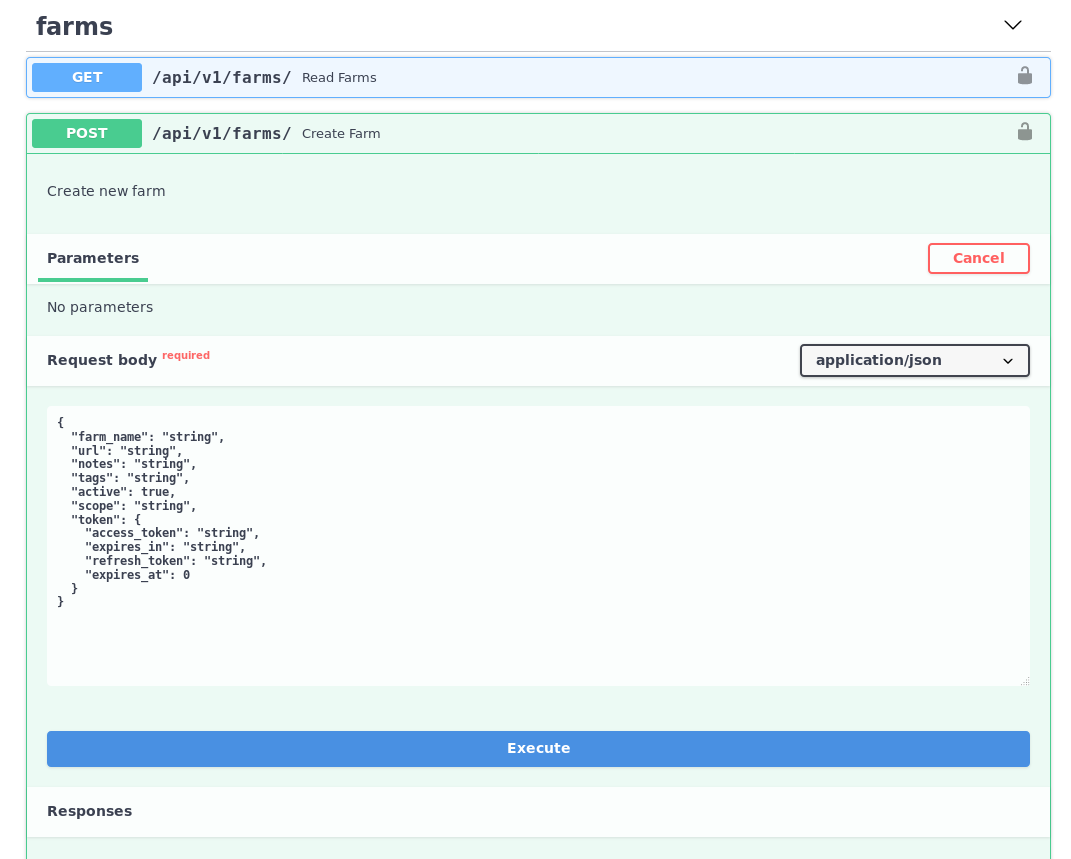 farms
GET /api/v1/farms/ Read Farms
POST /api/v1/farms/ Create Farm
Create new farm
Parameters Cancel
No parameters
Request body required application/json
{
  "farm_name": "string",
  "url": "string",
  "notes": "string",
  "tags": "string",
  "active": true,
  "scope": "string",
  "token": {
    "access_token": "string",
    "expires_in": "string",
    "refresh_token": "string",
    "expires_at": 0
  }
}
Execute
Responses